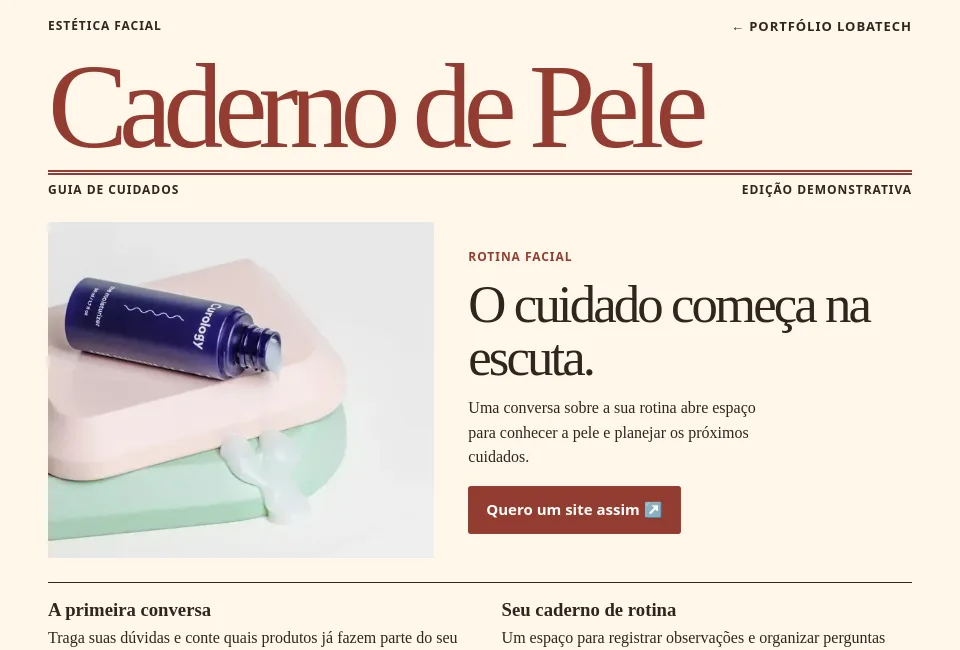 ESTÉTICA FACIAL
← PORTFÓLIO LOBATECH
Caderno de Pele
GUIA DE CUIDADOS
EDIÇÃO DEMONSTRATIVA
Curology
ROTINA FACIAL
O cuidado começa na
escuta.
Uma conversa sobre a sua rotina abre espaço
para conhecer a pele e planejar os próximos
cuidados.
Quero um site assim ↗
A primeira conversa
Traga suas dúvidas e conte quais produtos já fazem parte do seu
Seu caderno de rotina
Um espaço para registrar observações e organizar perguntas